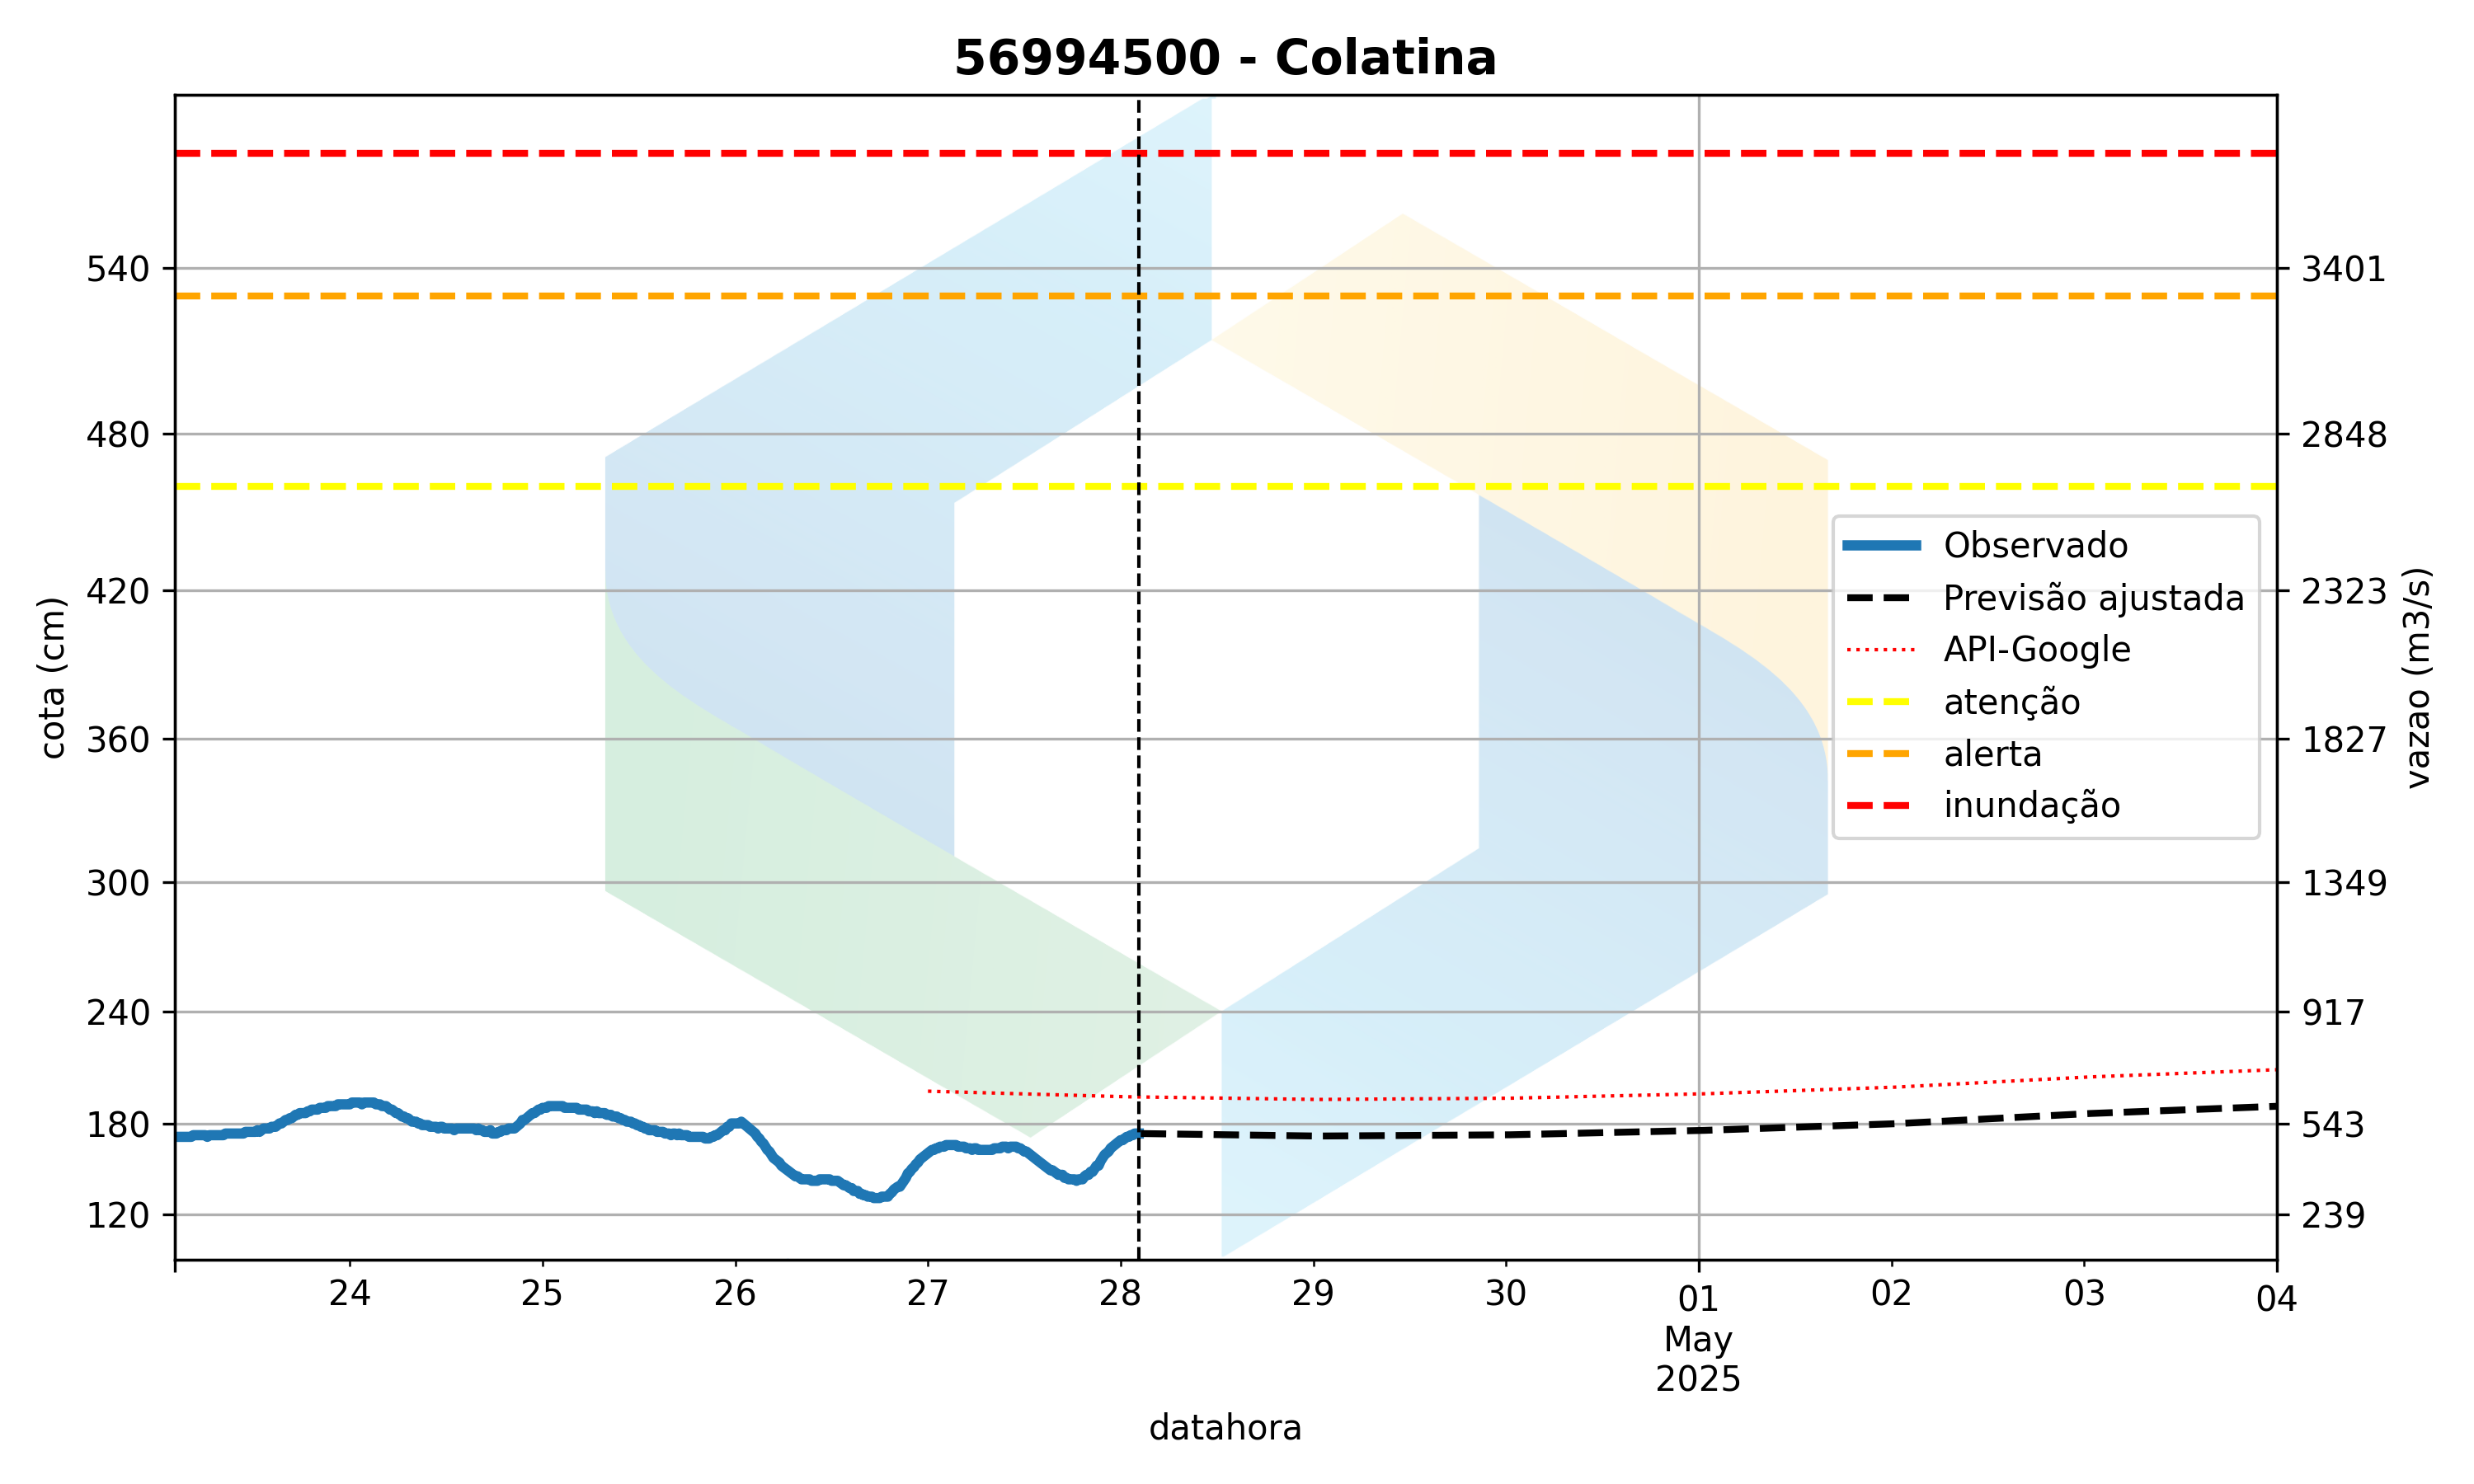 56994500 - Colatina
cota (cm)
540
480
420
360
300
240
180
120
3401
2848
2323
1827
1349
917
543
239
vazao (m3/s)
Observado
Previsão ajustada
API-Google
atenção
alerta
inundação
24 25 26 27 28 29 30 01 02 03 04
May
2025
datahora